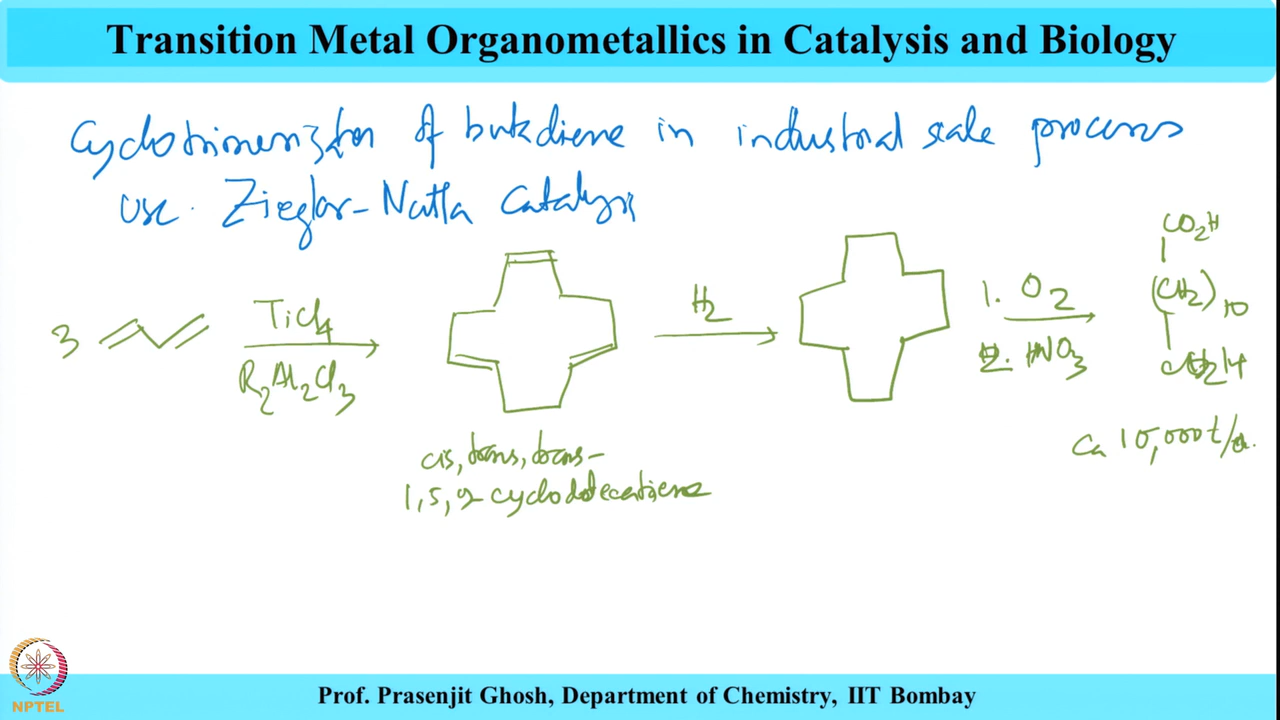 Transition Metal Organometallics in Catalysis and Biology
Cyclotrimerization of butadiene in industrial scale process
use Ziegler-Natta Catalysis
3
TiCl4
R2Al2Cl3
H2
1. O2
2. HNO3
CO2H
(CH2)10
CO2H
cis, trans, trans-
1, 5, 9 cyclododecatriene
Ca 10,000 t/a.
Prof. Prasenjit Ghosh, Department of Chemistry, IIT Bombay
NPTEL